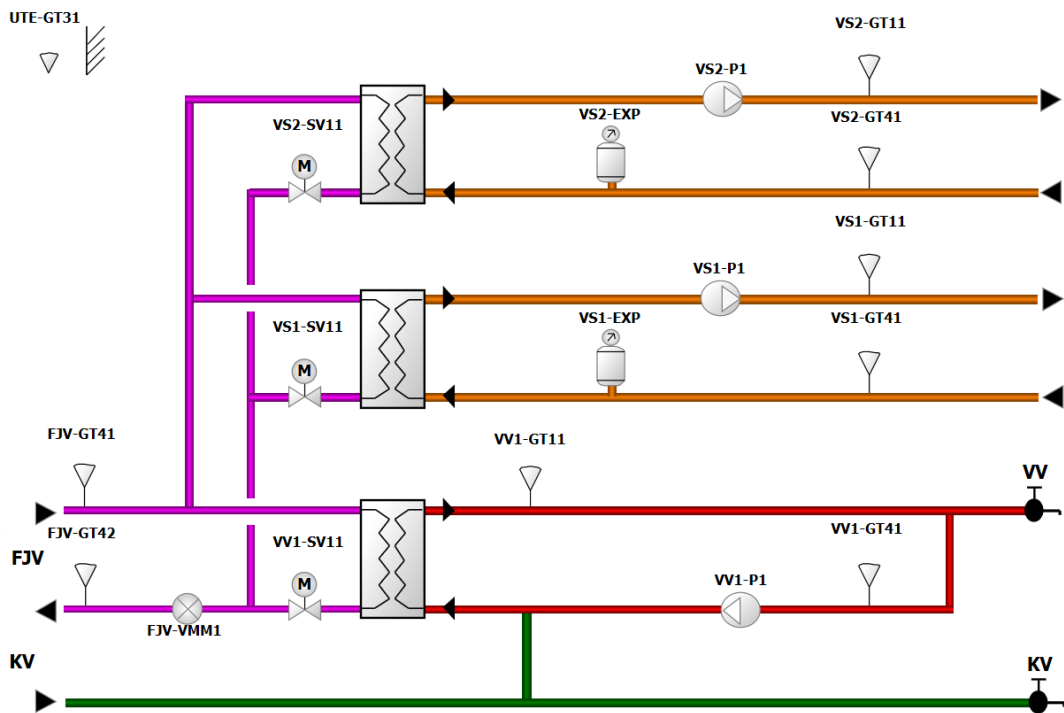 UTE-GT31
VS2-GT11
VS2-P1
VS2-EXP
VS2-GT41
VS2-SV11
M
VS1-GT11
VS1-P1
VS1-EXP
VS1-GT41
VS1-SV11
M
FJV-GT41
VV1-GT11
VV
FJV-GT42
VV1-SV11
VV1-GT41
FJV
M
VV1-P1
FJV-VMM1
KV
KV